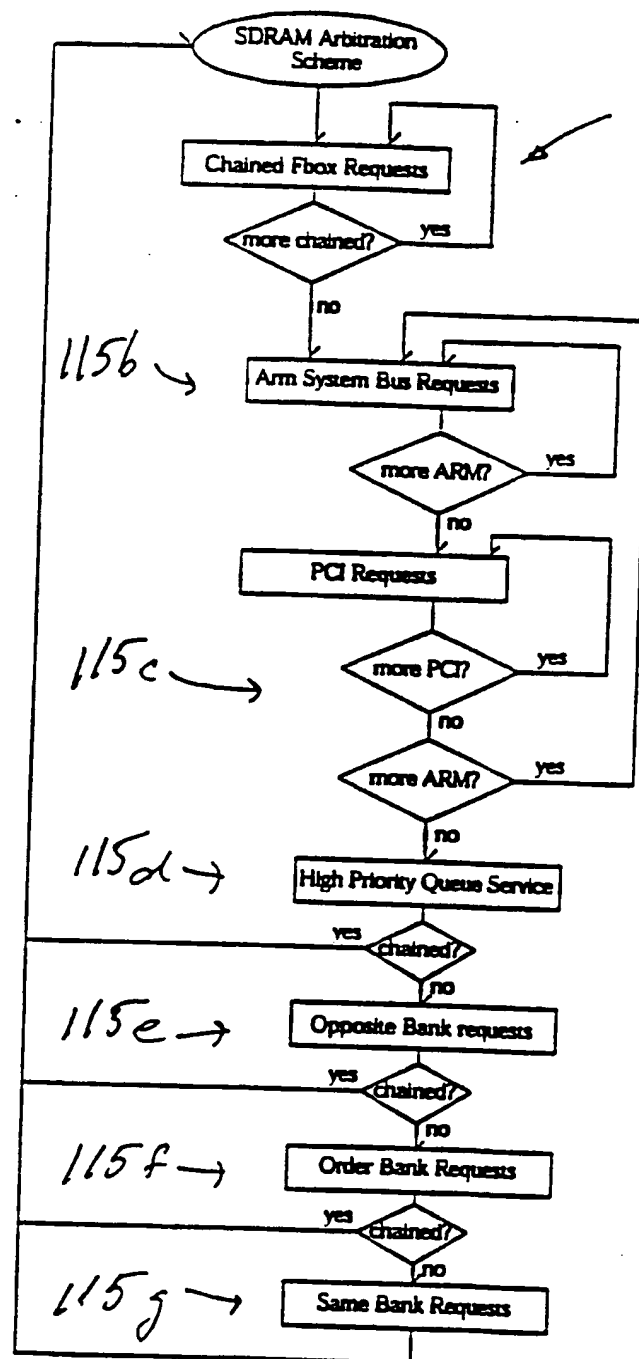 SDRAM Arbitration
Scheme
Chained Fbox Requests
more chained?
yes
no
115b
Arm System Bus Requests
more ARM?
yes
no
PCI Requests
115c
more PCI?
yes
no
more ARM?
yes
no
115d
High Priority Queue Service
yes
chained?
no
115e
Opposite Bank requests
yes
chained?
no
115f
Order Bank Requests
yes
chained?
no
115g
Same Bank Requests